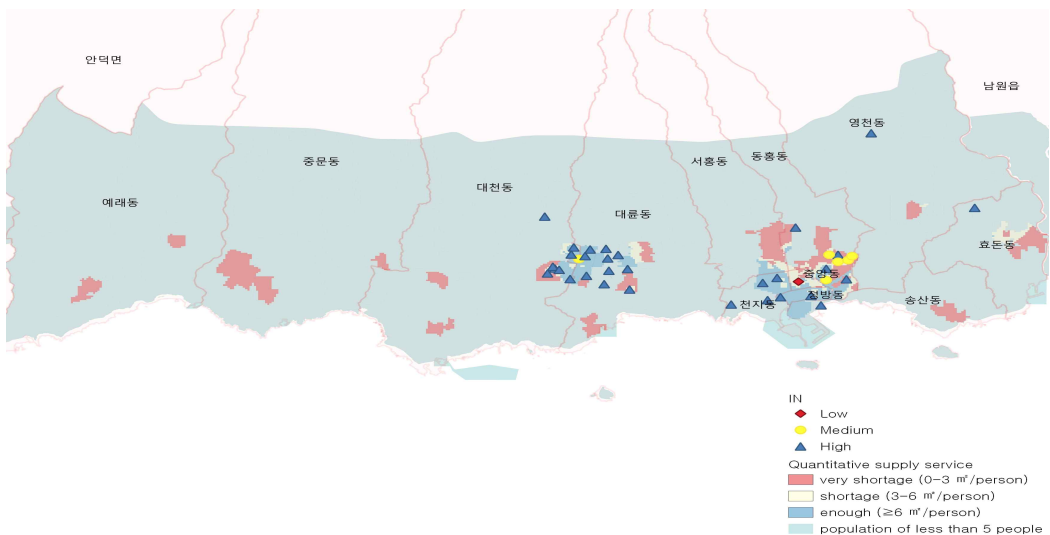 안덕면
남원읍
영천동
중문동
서홍동
동홍동
대천동
예래동
대륜동
효돈동
중앙동
정방동
송산동
천지동
IN
Low
Medium
High
Quantitative supply service
very shortage (0-3 ㎡/person)
shortage (3-6 ㎡/person)
enough (≥6 ㎡/person)
population of less than 5 people